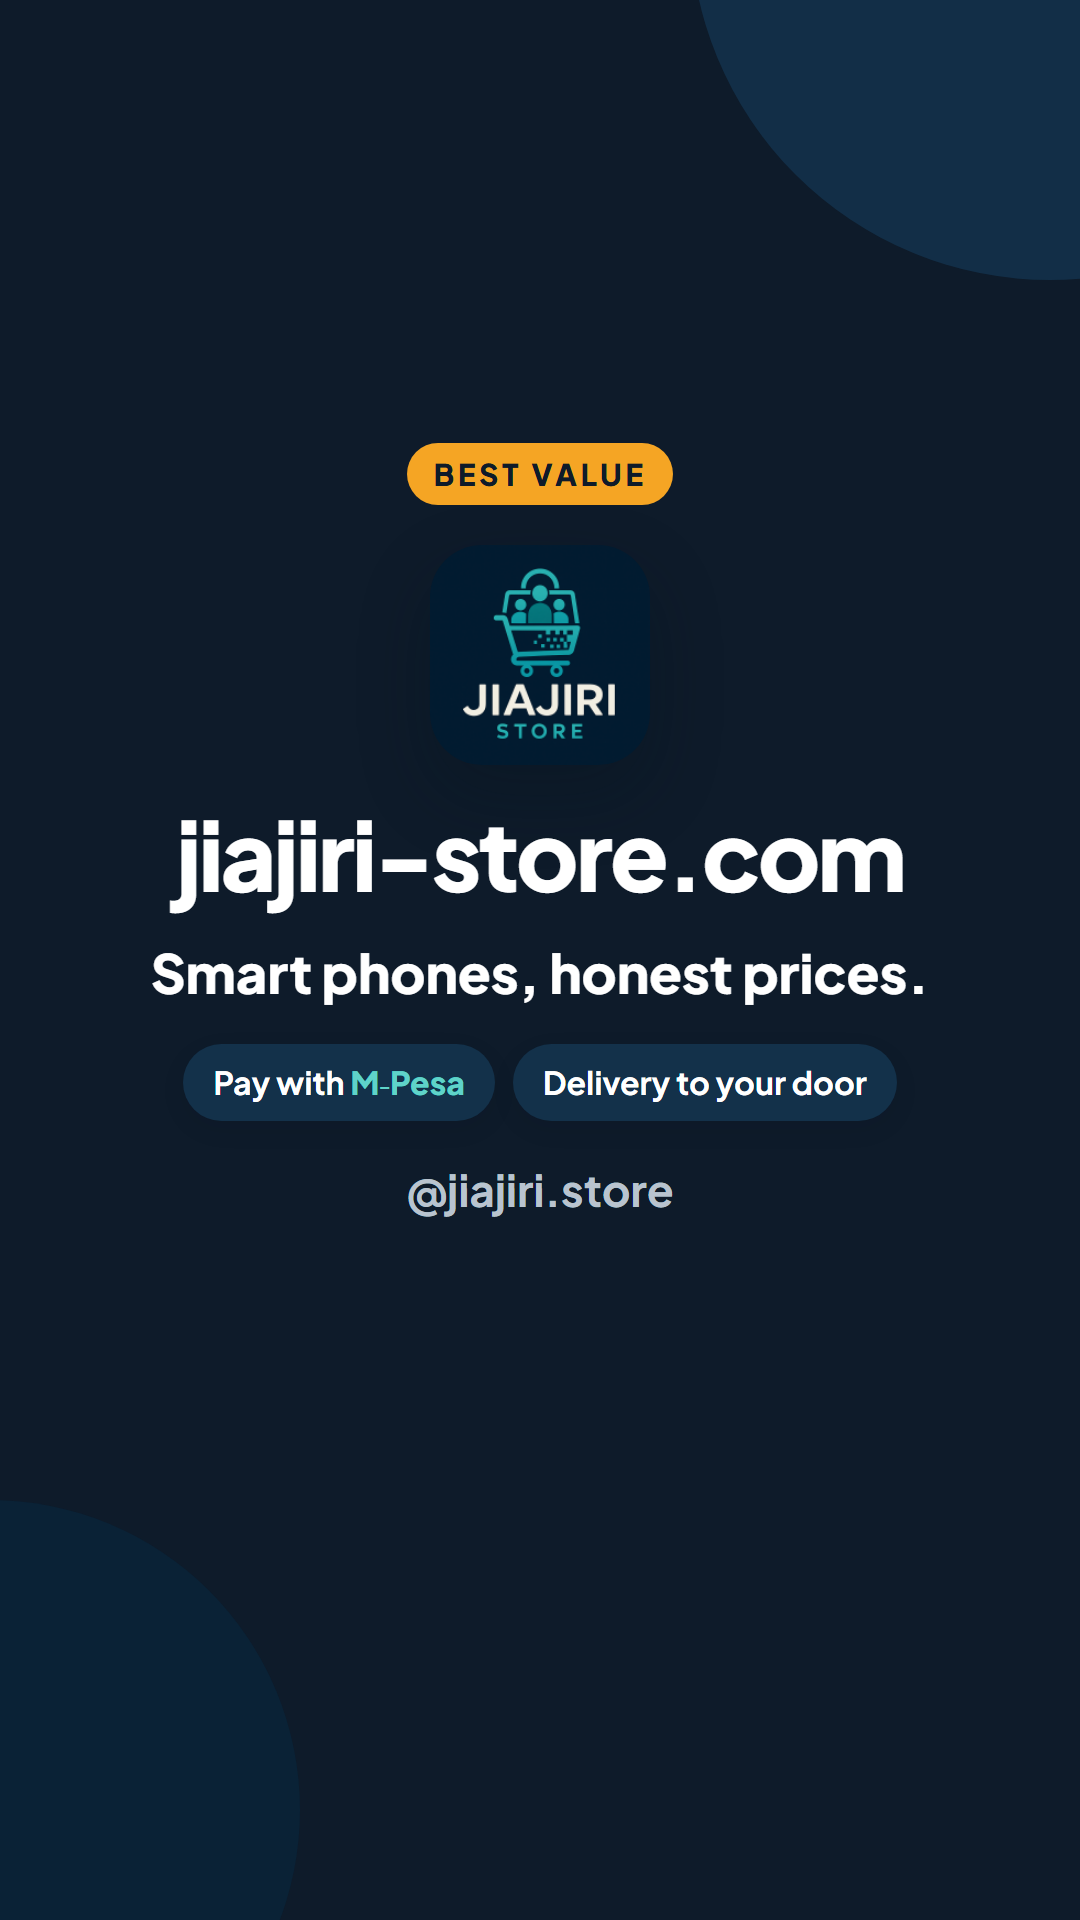 BEST VALUE
JIAJIRI
STORE
jiajiri-store.com
Smart phones, honest prices.
Pay with M-Pesa
Delivery to your door
@jiajiri.store